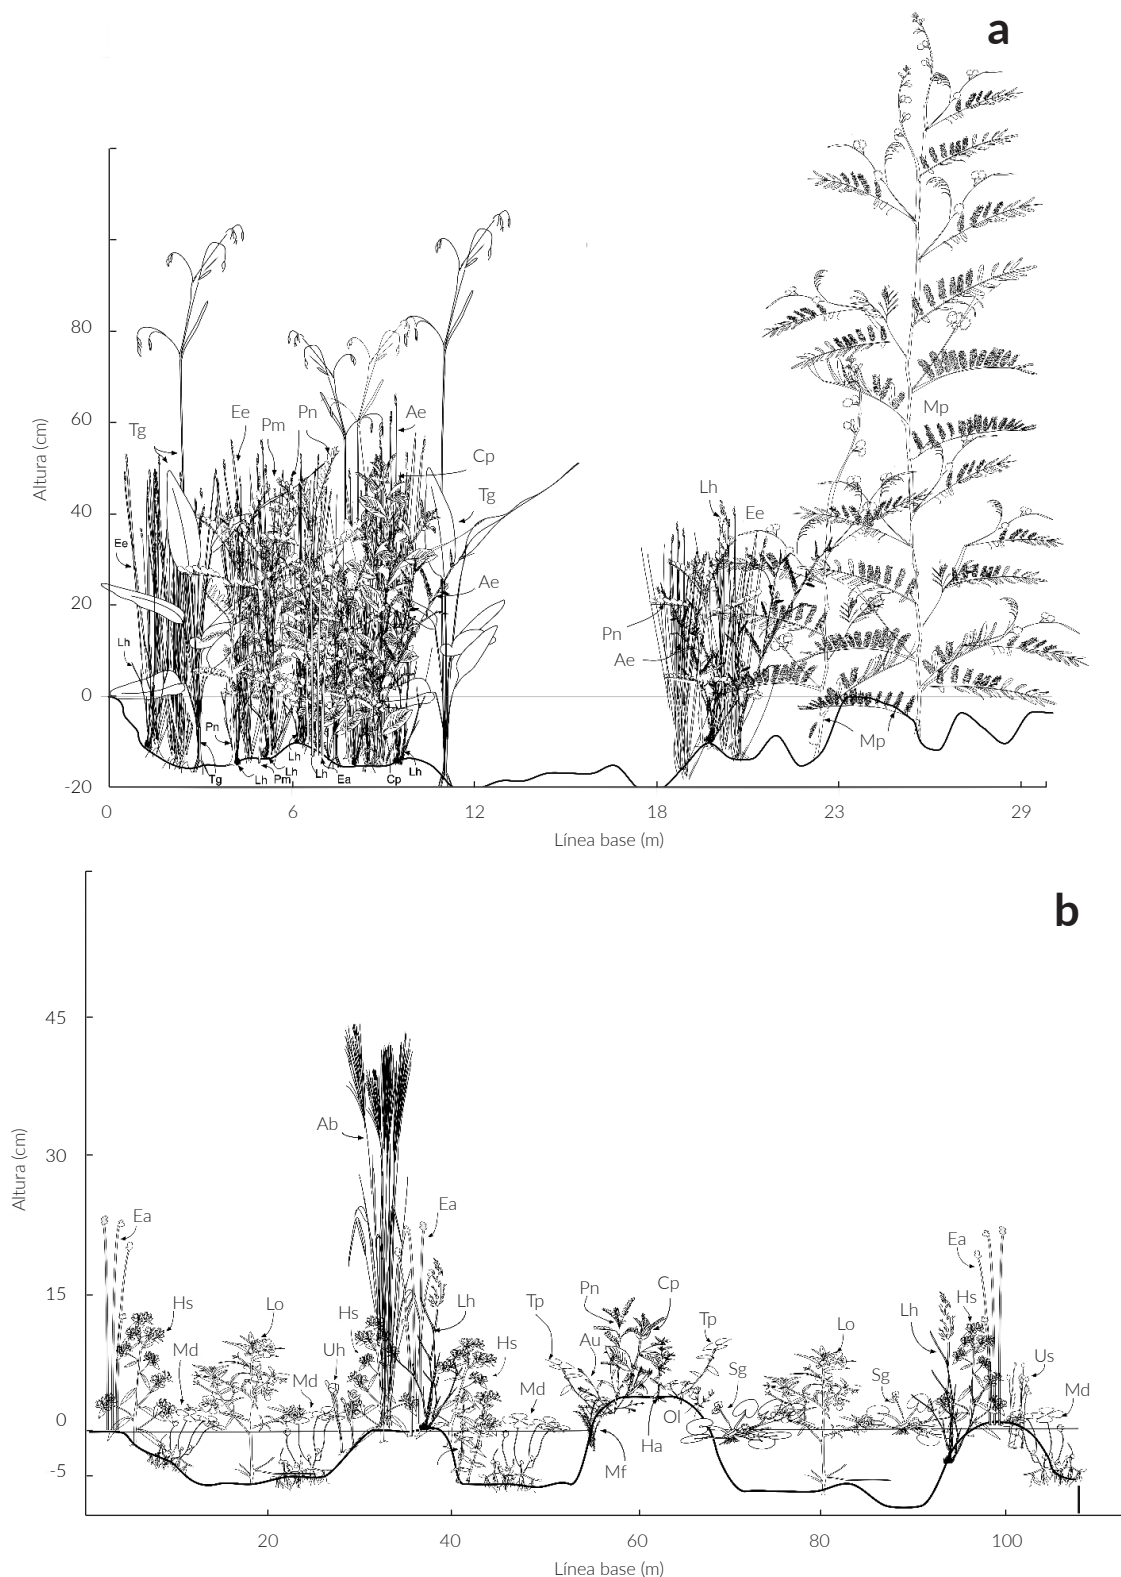 a
80
60
40
20
0
-20
Altura (cm)
Tg
Ee
Pm
Pn
Ae
Cp
Tg
Ae
Ee
Lh
Pn
Tg
Lh
Pm
Lh
Lh
Lh
Ea
Cp
Lh
Lh
Ee
Pn
Ae
Mp
Mp
0 6 12 18 23 29
Línea base (m)
b
45
30
15
0
-5
Altura (cm)
Ea
Hs
Md
Lo
Md
Uh
Hs
Ab
Ea
Lh
Hs
Md
Tp
Pn
Au
Cp
Tp
Mf
Ha
Ol
Sg
Lo
Sg
Lh
Ea
Hs
Us
Md
20 40 60 80 100
Línea base (m)